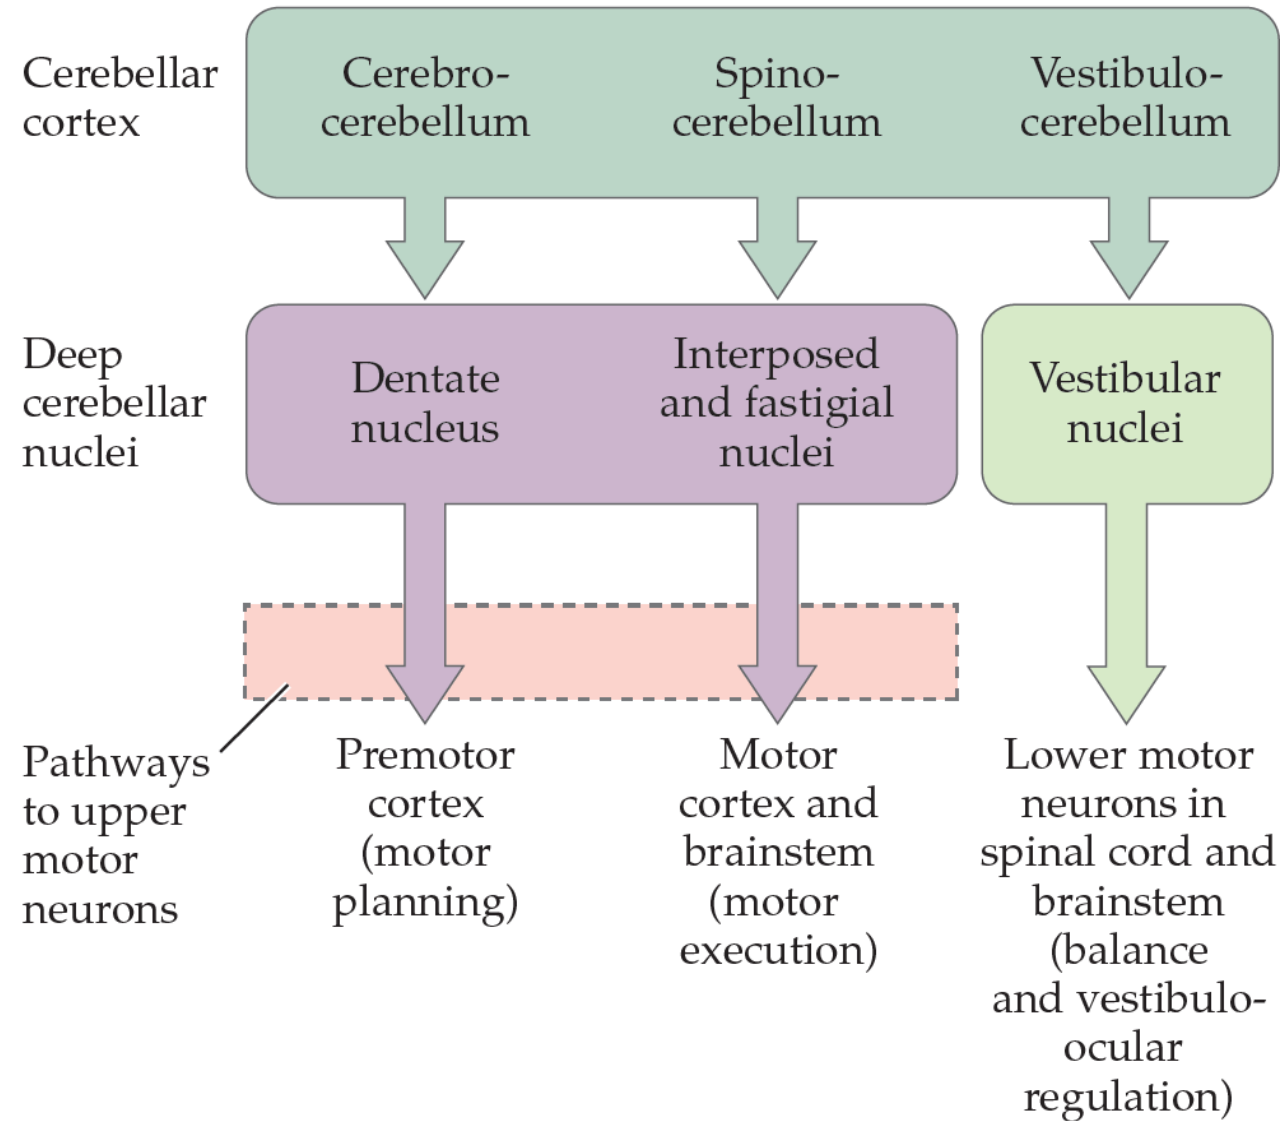 Cerebellar
cortex
Cerebro-
cerebellum
Spino-
cerebellum
Vestibulo-
cerebellum
Deep
cerebellar
nuclei
Dentate
nucleus
Interposed
and fastigial
nuclei
Vestibular
nuclei
Pathways
to upper
motor
neurons
Premotor
cortex
(motor
planning)
Motor
cortex and
brainstem
(motor
execution)
Lower motor
neurons in
spinal cord and
brainstem
(balance
and vestibulo-
ocular
regulation)